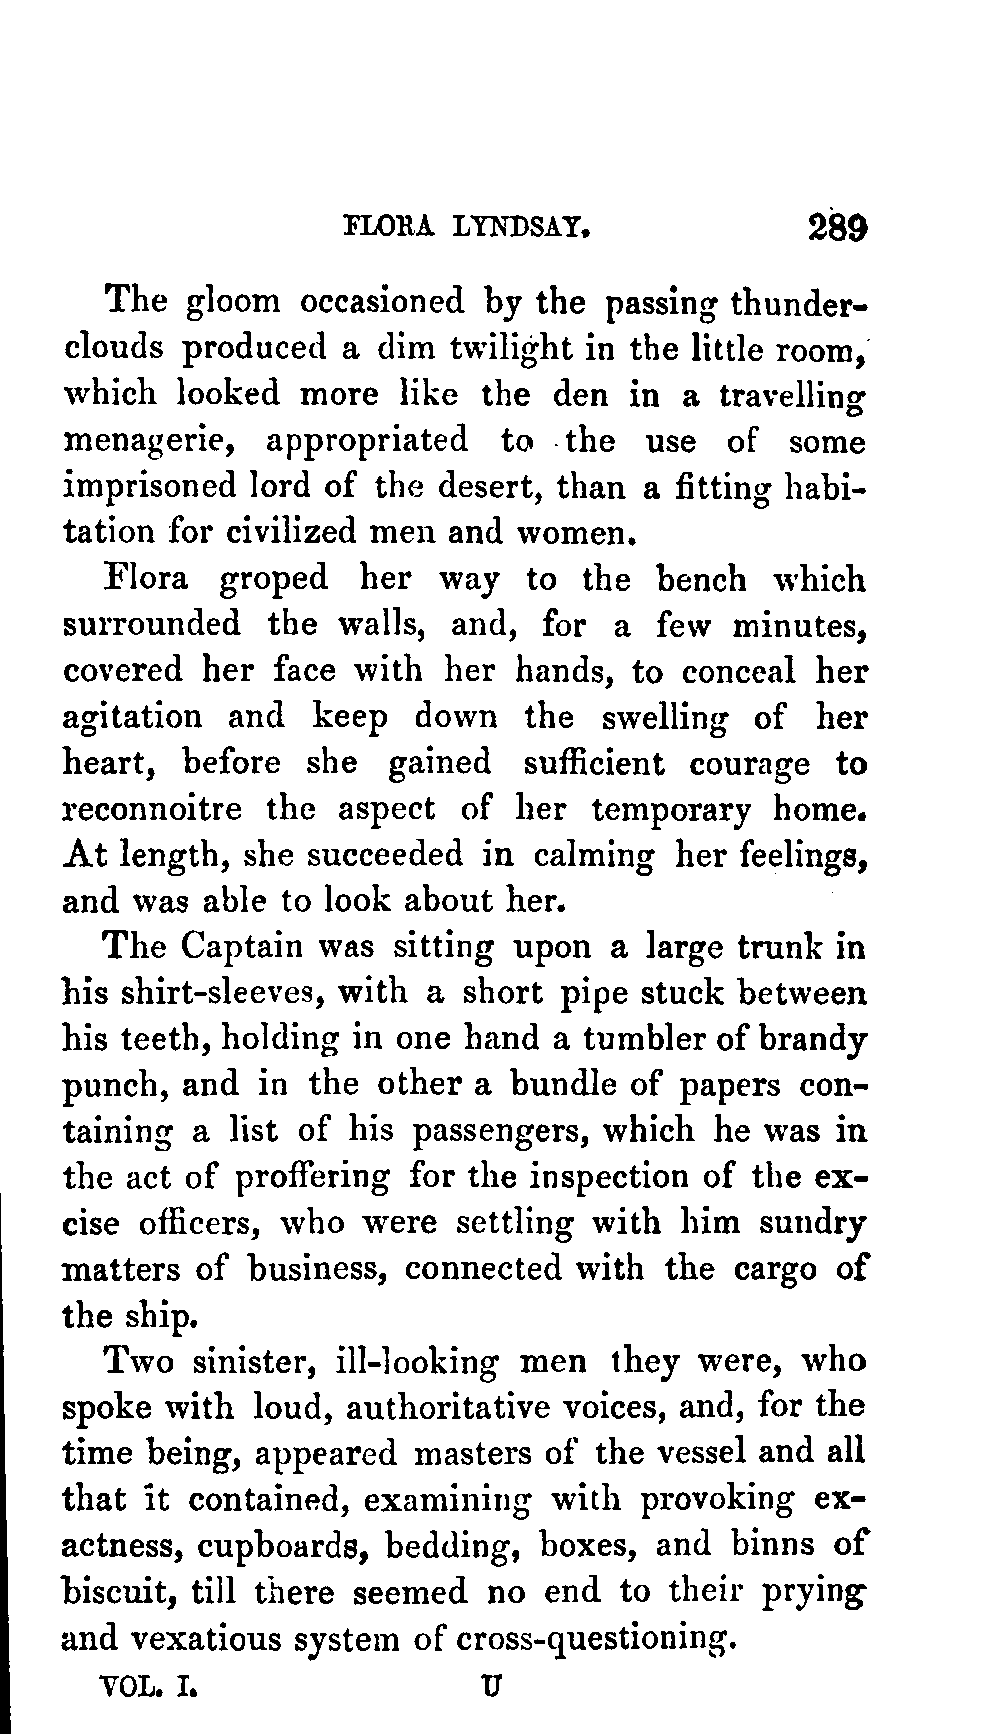 FLORA LYNDSAY. 289
The gloom occasioned by the passing thunder-
clouds produced a dim twilight in the little room,
which looked more like the den in a travelling
menagerie, appropriated to the use of some
imprisoned lord of the desert, than a fitting habi-
tation for civilized men and women.
Flora groped her way to the bench which
surrounded the walls, and, for a few minutes,
covered her face with her hands, to conceal her
agitation and keep down the swelling of her
heart, before she gained sufficient courage to
reconnoitre the aspect of her temporary home.
At length, she succeeded in calming her feelings,
and was able to look about her.
The Captain was sitting upon a large trunk in
his shirt-sleeves, with a short pipe stuck between
his teeth, holding in one hand a tumbler of brandy
punch, and in the other a bundle of papers con-
taining a list of his passengers, which he was in
the act of proffering for the inspection of the ex-
cise officers, who were settling with him sundry
matters of business, connected with the cargo of
the ship.
Two sinister, ill-looking men they were, who
spoke with loud, authoritative voices, and, for the
time being, appeared masters of the vessel and all
that it contained, examining with provoking ex-
actness, cupboards, bedding, boxes, and binns of
biscuit, till there seemed no end to their prying
and vexatious system of cross-questioning.
VOL. I. U